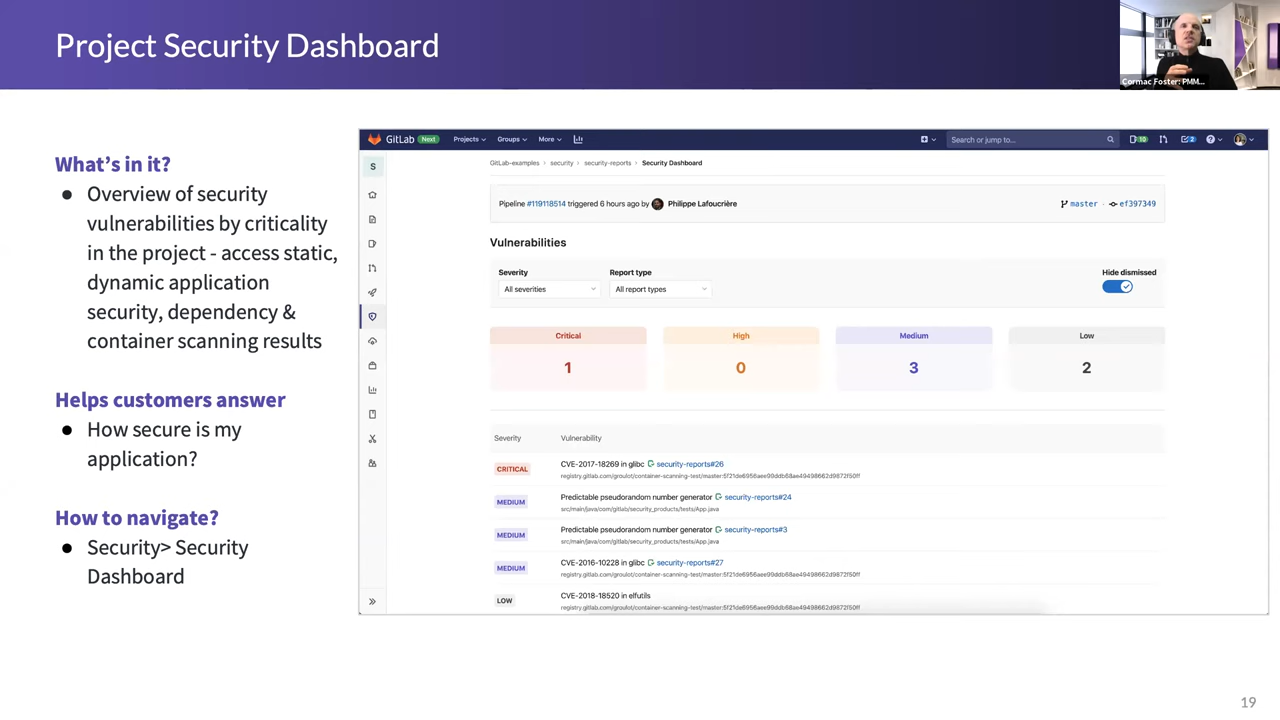 Project Security Dashboard
Cormac Foster: PMM...
What's in it?
● Overview of security
vulnerabilities by criticality
in the project - access static,
dynamic application
security, dependency &
container scanning results
Helps customers answer
● How secure is my
application?
How to navigate?
● Security> Security
Dashboard
GitLab Next Projects Groups More Search or jump to...
S
GitLab-examples > security > security-reports > Security Dashboard
Pipeline #119118514 triggered 6 hours ago by Philippe Lafoucrière master · ef397349
Vulnerabilities
Severity Report type Hide dismissed
All severities All report types
Critical High Medium Low
1 0 3 2
Severity Vulnerability
CRITICAL CVE-2017-18269 in glibc security-reports#26
MEDIUM Predictable pseudorandom number generator security-reports#24
src/main/java/com/gitlab/security_products/tests/App.java
MEDIUM Predictable pseudorandom number generator security-reports#3
src/main/java/com/gitlab/security_products/tests/App.java
MEDIUM CVE-2016-10228 in glibc security-reports#27
LOW CVE-2018-18520 in elfutils
19